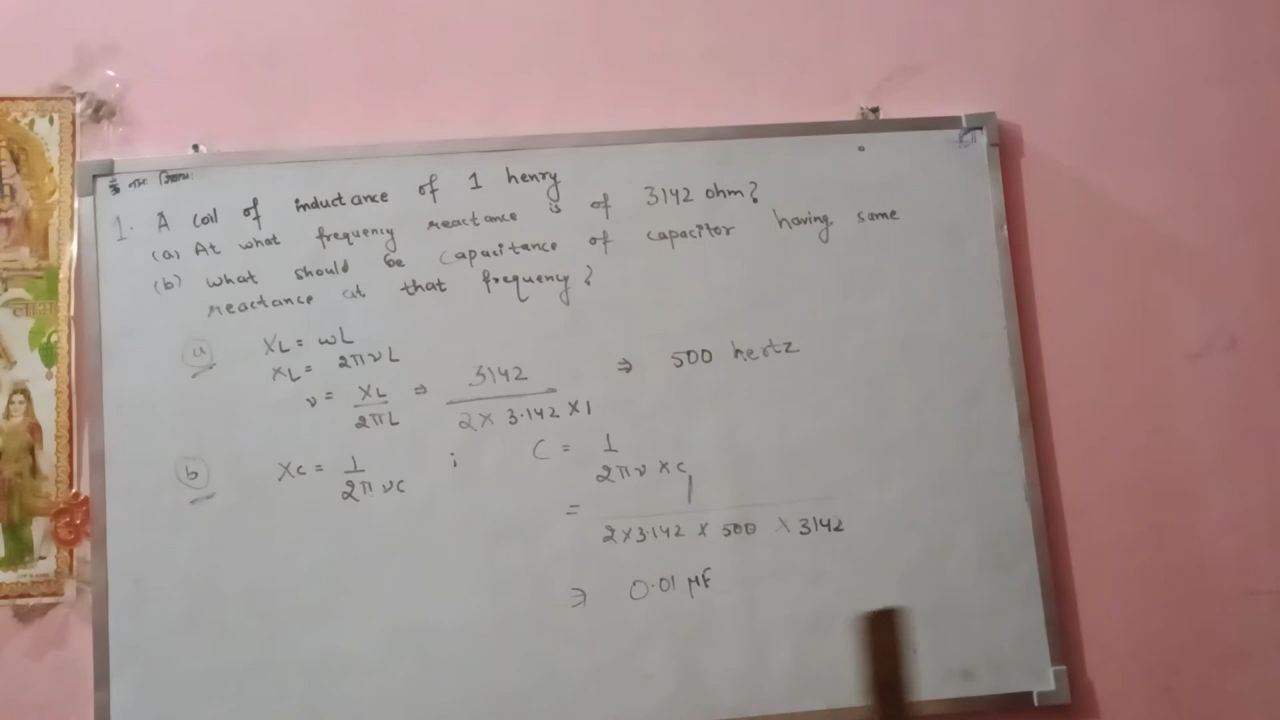 1. A coil of inductance of 1 henry
(a) At what frequency reactance is of 3142 ohm?
(b) what should be capacitance of capacitor having same
reactance at that frequency?
(a) XL = ωL
XL = 2πνL
ν = XL/2πL ⇒ 3142/2×3.142×1 ⇒ 500 hertz
(b) Xc = 1/2π νc ; C = 1/2πν Xc
= 1/2×3.142 × 500 × 3142
⇒ 0.01 μF
लाभ